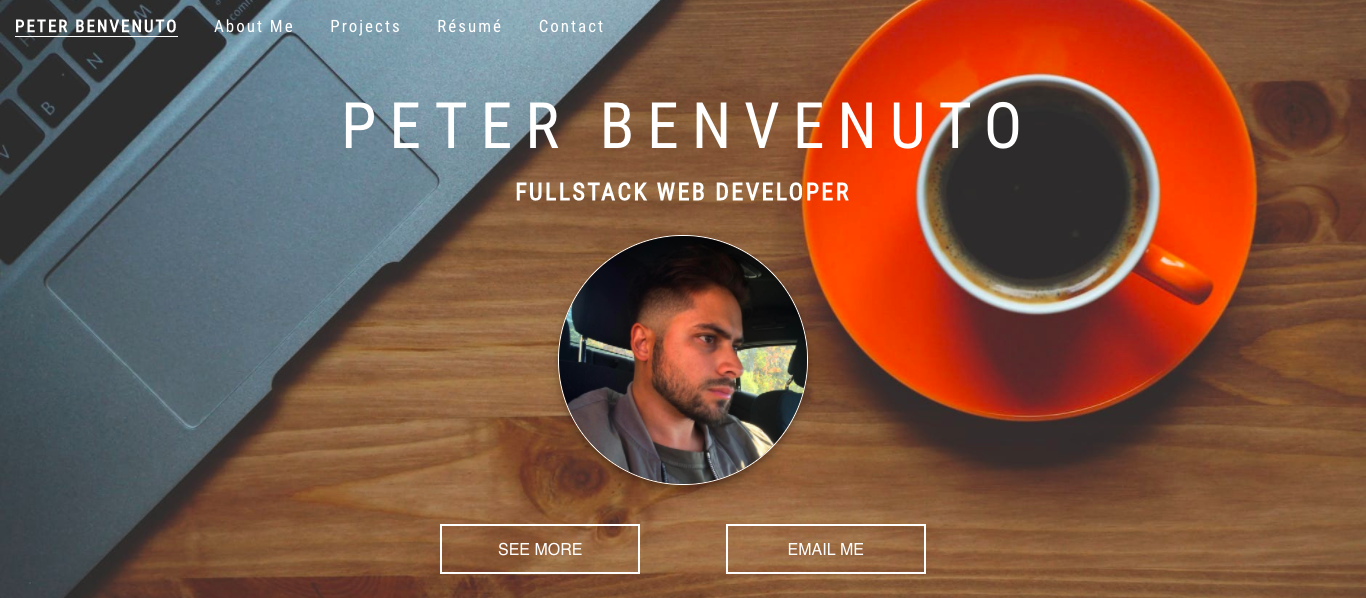 PETER BENVENUTO About Me Projects Résumé Contact
PETER BENVENUTO
FULLSTACK WEB DEVELOPER
SEE MORE EMAIL ME
N
B
V